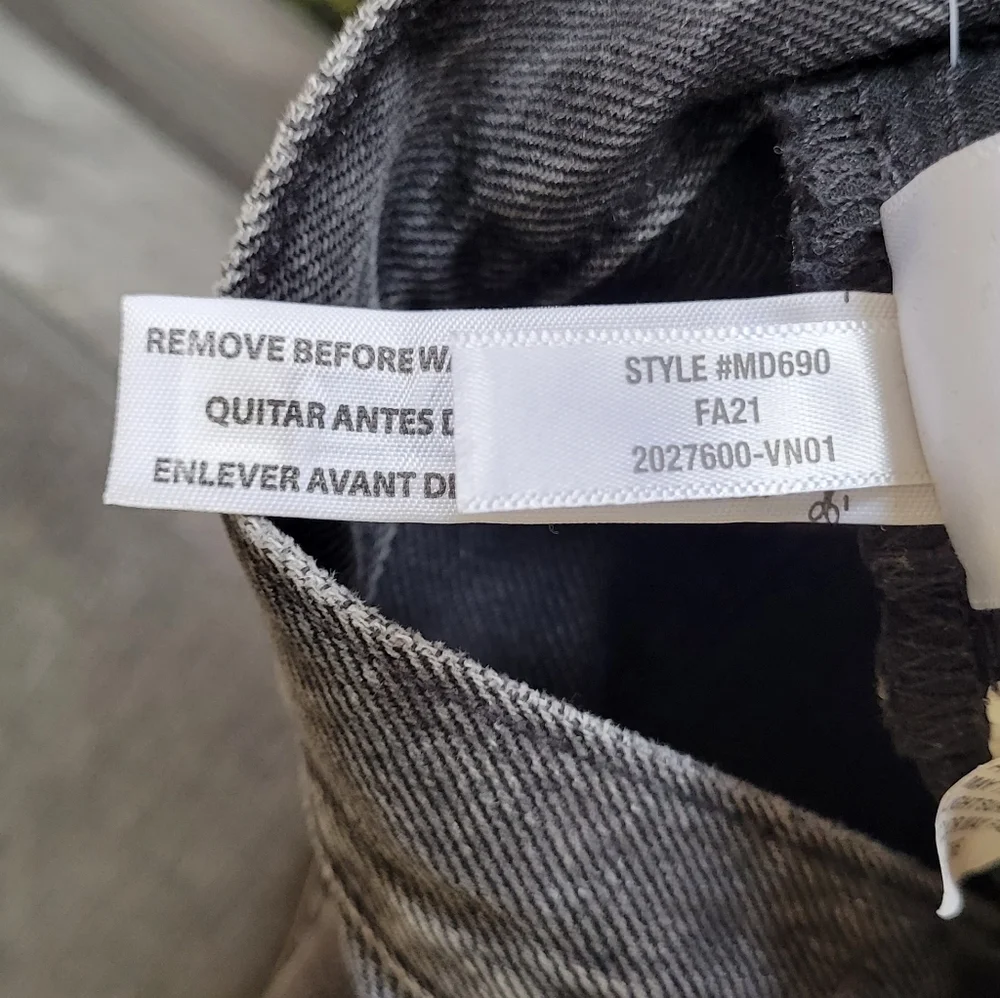 REMOVE BEFORE
QUITAR ANTES
ENLEVER AVANT
STYLE #MD690
FA21
2027600-VN01